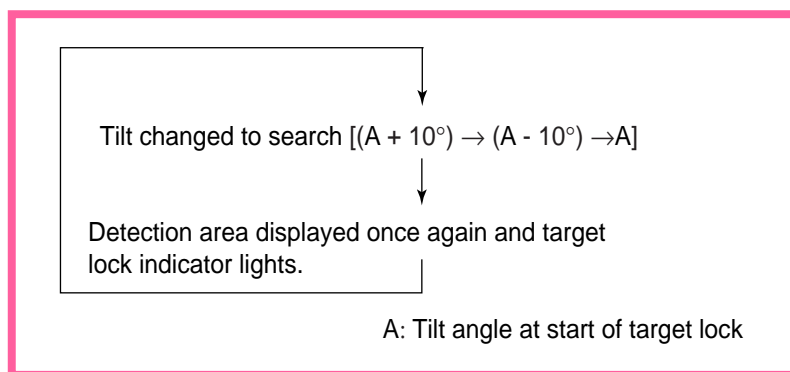 Tilt changed to search [(A + 10°) → (A - 10°) →A]
Detection area displayed once again and target
lock indicator lights.
A: Tilt angle at start of target lock